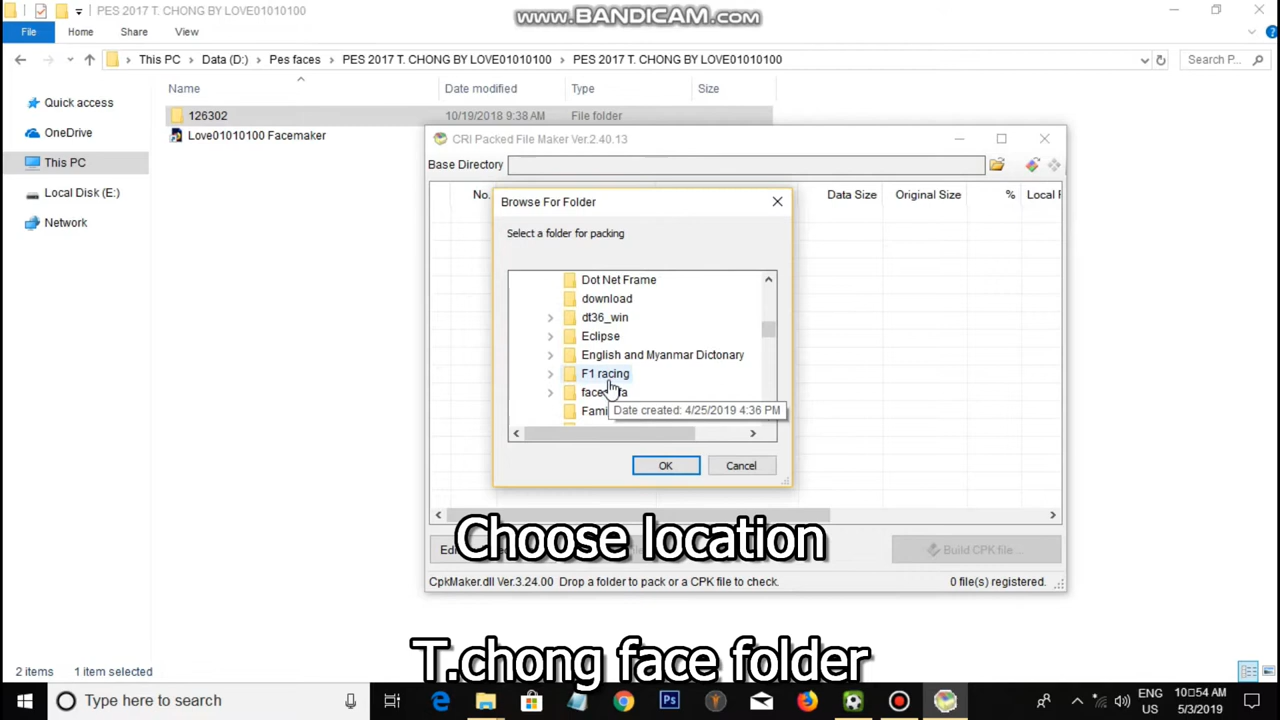 PES 2017 T. CHONG BY LOVE01010100
www.BANDICAM.com
File Home Share View
This PC Data (D:) Pes faces PES 2017 T. CHONG BY LOVE01010100 PES 2017 T. CHONG BY LOVE01010100 Search P...
Name Date modified Type Size
Quick access
OneDrive
This PC
Local Disk (E:)
Network
126302 10/19/2018 9:38 AM File folder
Love01010100 Facemaker
CRI Packed File Maker Ver.2.40.13
Base Directory
No. Data Size Original Size % Local F
Browse For Folder
Select a folder for packing
Dot Net Frame
download
dt36_win
Eclipse
English and Myanmar Dictonary
F1 racing
Date created: 4/25/2019 4:36 PM
OK Cancel
Build CPK file ...
CpkMaker.dll Ver.3.24.00 Drop a folder to pack or a CPK file to check. 0 file(s) registered.
Choose location
T.chong face folder
2 items 1 item selected
Type here to search
ENG
US
10:54 AM
5/3/2019